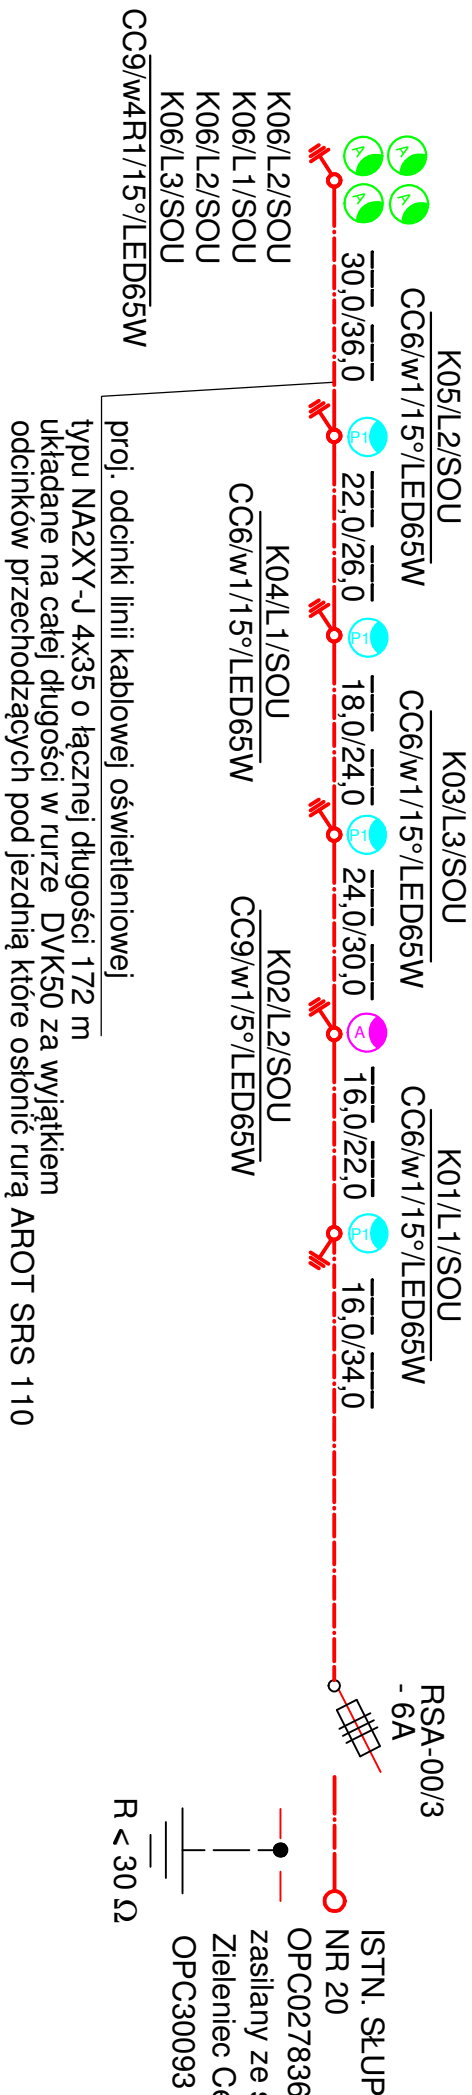 K06/L2/SOU
K06/L1/SOU
K06/L2/SOU
K06/L3/SOU
CC9/w4R1/15°/LED65W
A
A
A
A
30,0/36,0
K05/L2/SOU
CC6/w1/15°/LED65W
P1
22,0/26,0
K04/L1/SOU
CC6/w1/15°/LED65W
P1
18,0/24,0
K03/L3/SOU
CC6/w1/15°/LED65W
P1
24,0/30,0
K02/L2/SOU
CC9/w1/5°/LED65W
A
16,0/22,0
K01/L1/SOU
CC6/w1/15°/LED65W
P1
16,0/34,0
proj. odcinki linii kablowej oświetleniowej
typu NA2XY-J 4x35 o łącznej długości 172 m
układane na całej długości w rurze DVK50 za wyjątkiem
odcinków przechodzących pod jezdnią które osłonić rurą AROT SRS 110
RSA-00/3
- 6A
R < 30 Ω
ISTN. SŁUP
NR 20
OPC027836
zasilany ze
Zieleniec
OPC30093